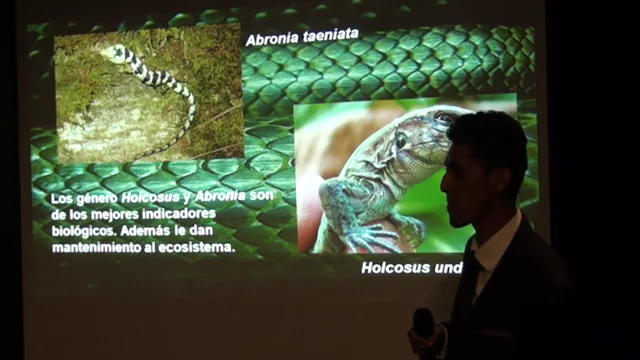 Abronia taeniata
Los género Holcosus y Abronia son
de los mejores indicadores
biológicos. Además le dan
mantenimiento al ecosistema.
Holcosus und